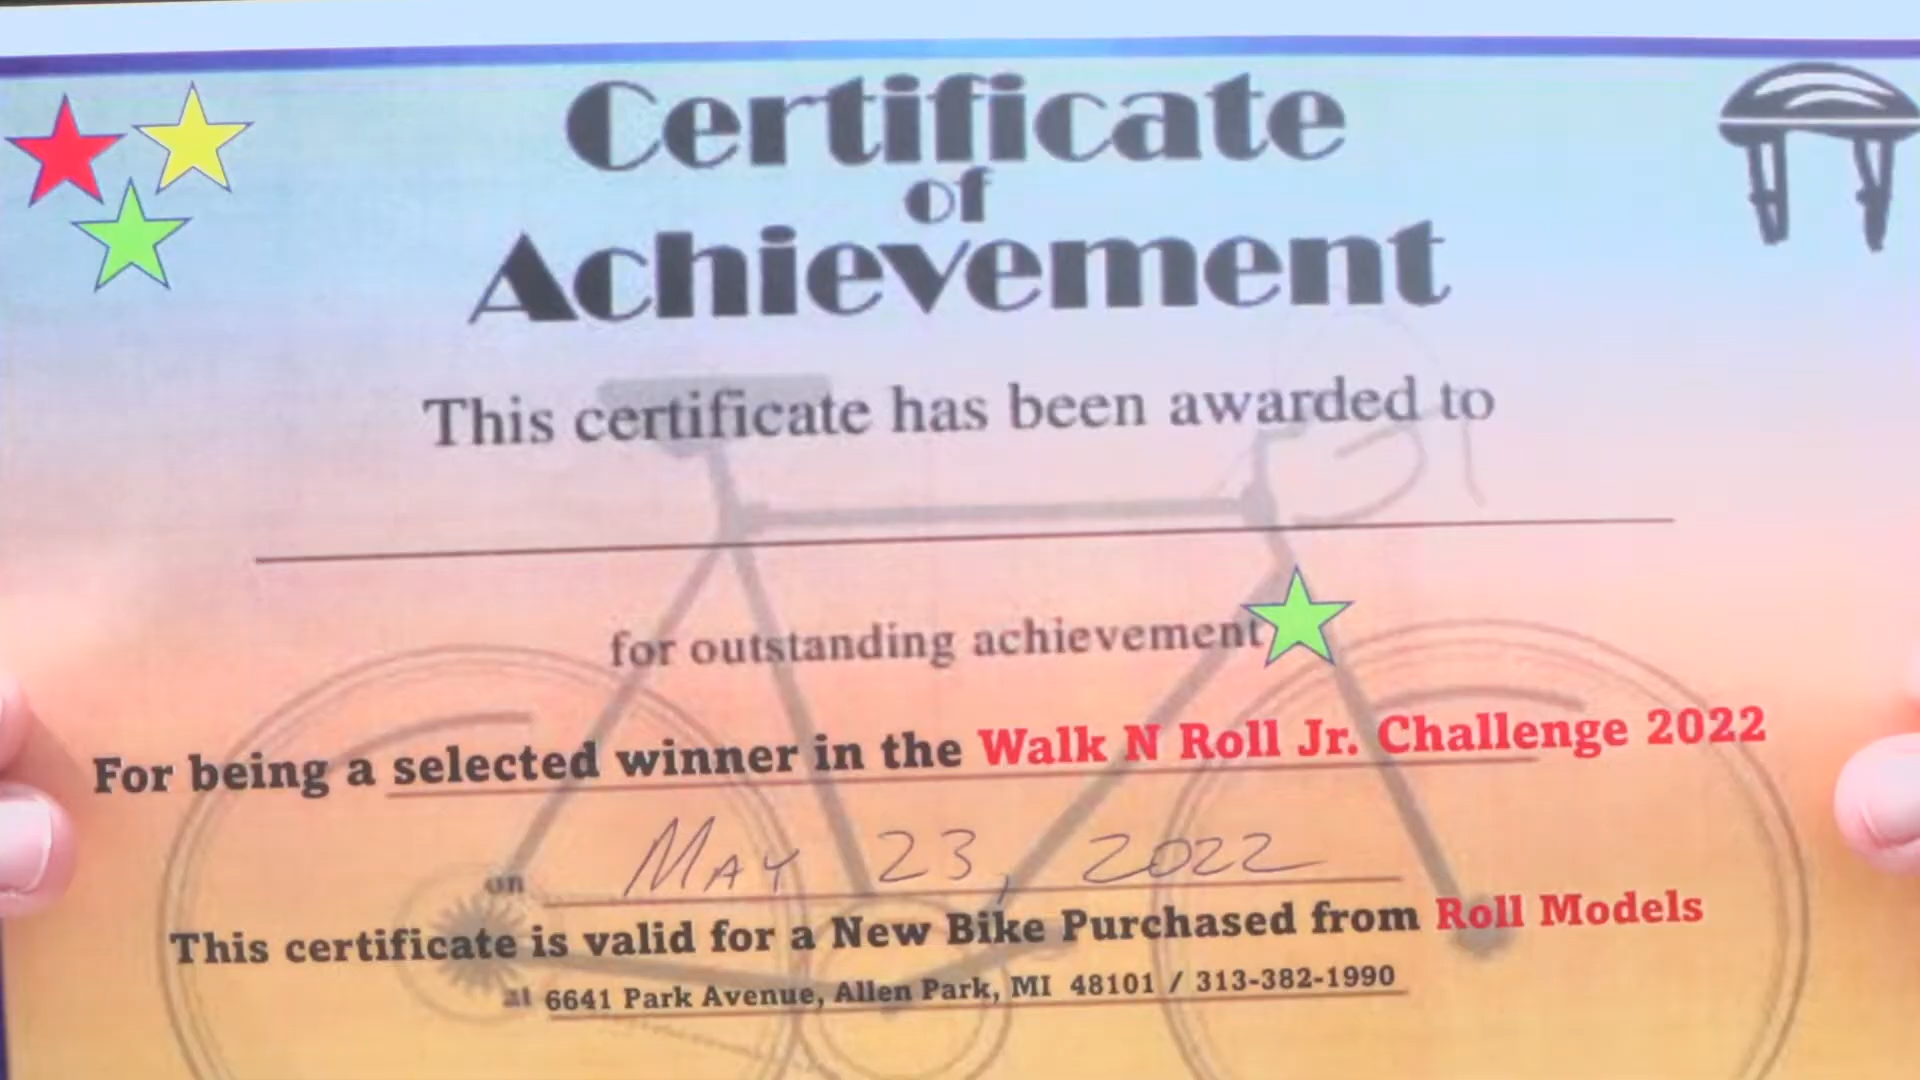 Certificate
of
Achievement
This certificate has been awarded to
for outstanding achievement
For being a selected winner in the Walk N Roll Jr. Challenge 2022
on MAY 23, 2022
This certificate is valid for a New Bike Purchased from Roll Models
at 6641 Park Avenue, Allen Park, MI 48101 / 313-382-1990